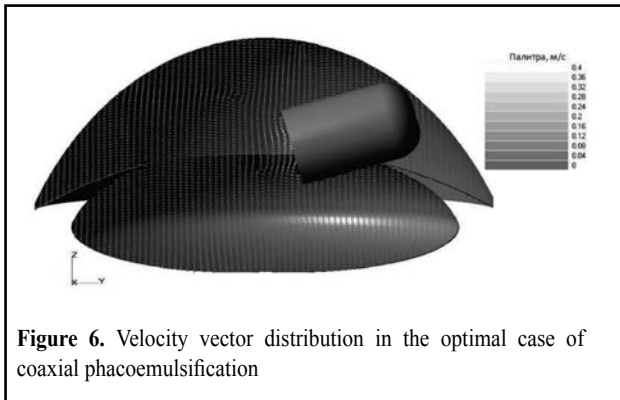 Палитра, м/с
0.4
0.36
0.32
0.28
0.24
0.2
0.16
0.12
0.08
0.04
0
Z
X Y
Figure 6. Velocity vector distribution in the optimal case of
coaxial phacoemulsification